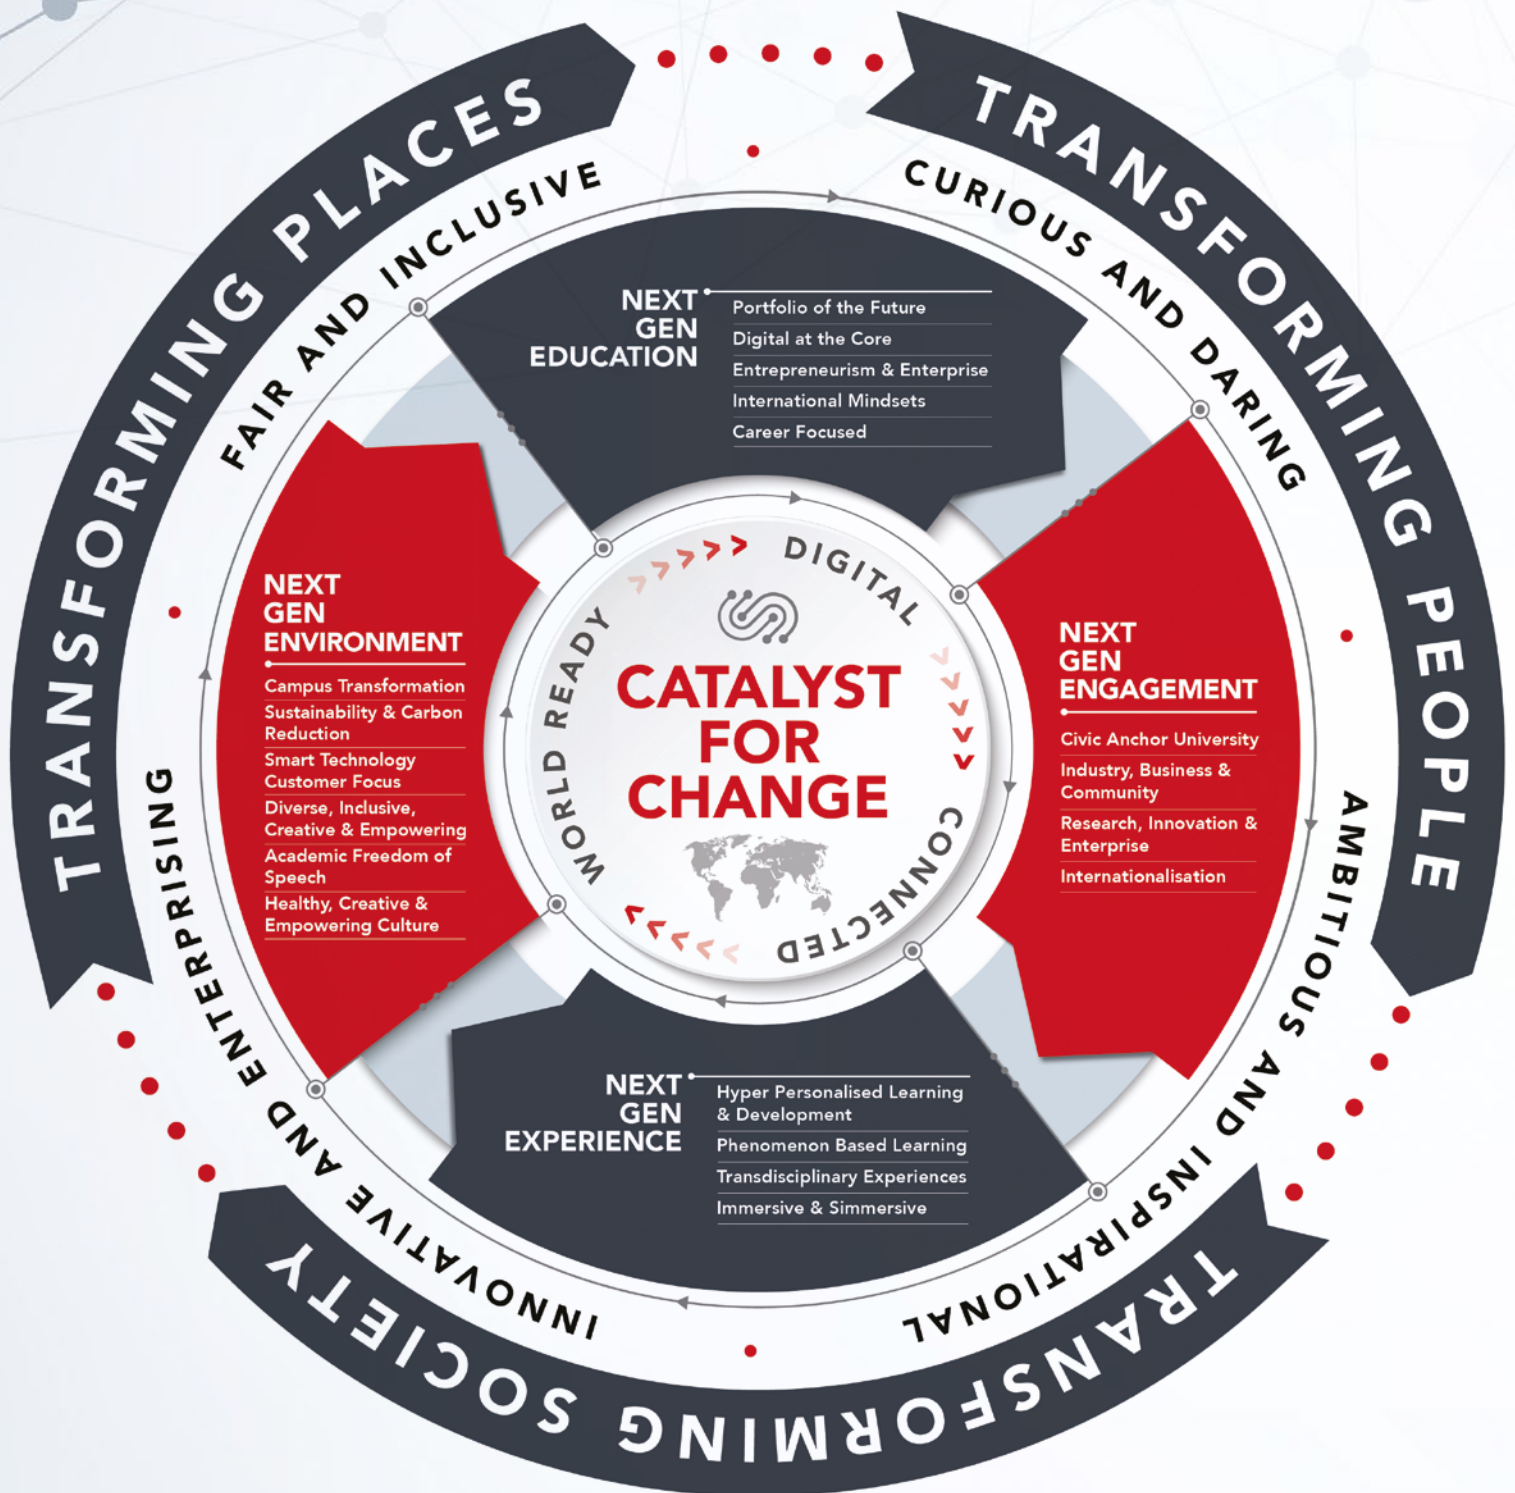 TRANSFORMING PLACES
TRANSFORMING PEOPLE
TRANSFORMING SOCIETY
FAIR AND INCLUSIVE
CURIOUS AND DARING
AMBITIOUS AND INSPIRATIONAL
INNOVATIVE AND ENTERPRISING
NEXT
GEN
EDUCATION
Portfolio of the Future
Digital at the Core
Entrepreneurism & Enterprise
International Mindsets
Career Focused
NEXT
GEN
ENGAGEMENT
Civic Anchor University
Industry, Business &
Community
Research, Innovation &
Enterprise
Internationalisation
NEXT
GEN
EXPERIENCE
Hyper Personalised Learning
& Development
Phenomenon Based Learning
Transdisciplinary Experiences
Immersive & Simmersive
NEXT
GEN
ENVIRONMENT
Campus Transformation
Sustainability & Carbon
Reduction
Smart Technology
Customer Focus
Diverse, Inclusive,
Creative & Empowering
Academic Freedom of
Speech
Healthy, Creative &
Empowering Culture
DIGITAL
CONNECTED
WORLD READY
CATALYST
FOR
CHANGE